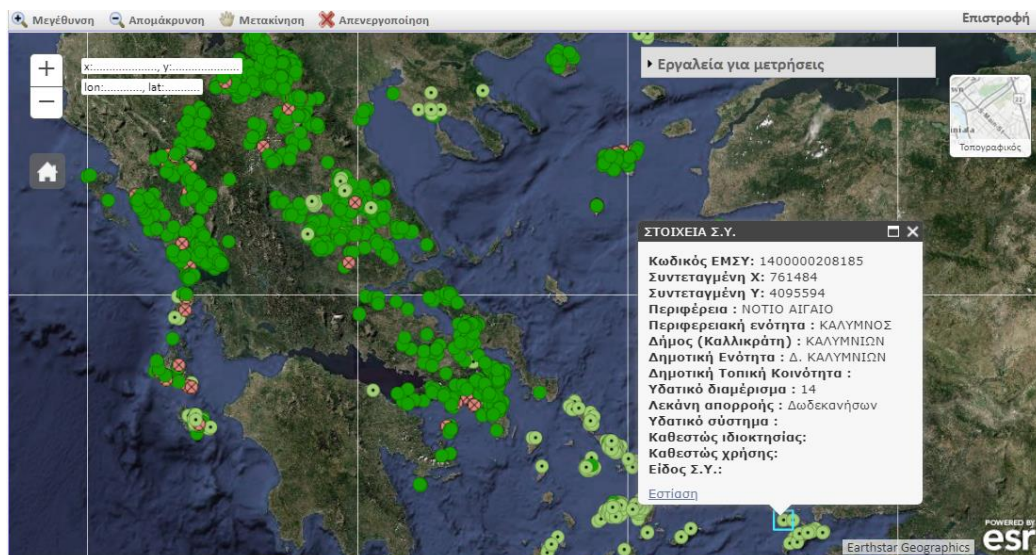 Μεγέθυνση Απομάκρυνση Μετακίνηση Απενεργοποίηση Επιστροφή
+
x:..................., y:.....................
lon:............, lat:...........
−
Εργαλεία για μετρήσεις
Τοπογραφικός
ΣΤΟΙΧΕΙΑ Σ.Υ.
Κωδικός ΕΜΣΥ: 1400000208185
Συντεταγμένη Χ: 761484
Συντεταγμένη Υ: 4095594
Περιφέρεια : ΝΟΤΙΟ ΑΙΓΑΙΟ
Περιφερειακή ενότητα : ΚΑΛΥΜΝΟΣ
Δήμος (Καλλικράτη) : ΚΑΛΥΜΝΙΩΝ
Δημοτική Ενότητα : Δ. ΚΑΛΥΜΝΙΩΝ
Δημοτική Τοπική Κοινότητα :
Υδατικό διαμέρισμα : 14
Λεκάνη απορροής : Δωδεκανήσων
Υδατικό σύστημα :
Καθεστώς ιδιοκτησίας:
Καθεστώς χρήσης:
Είδος Σ.Υ.:
Εστίαση
POWERED BY
esri
Earthstar Geographics